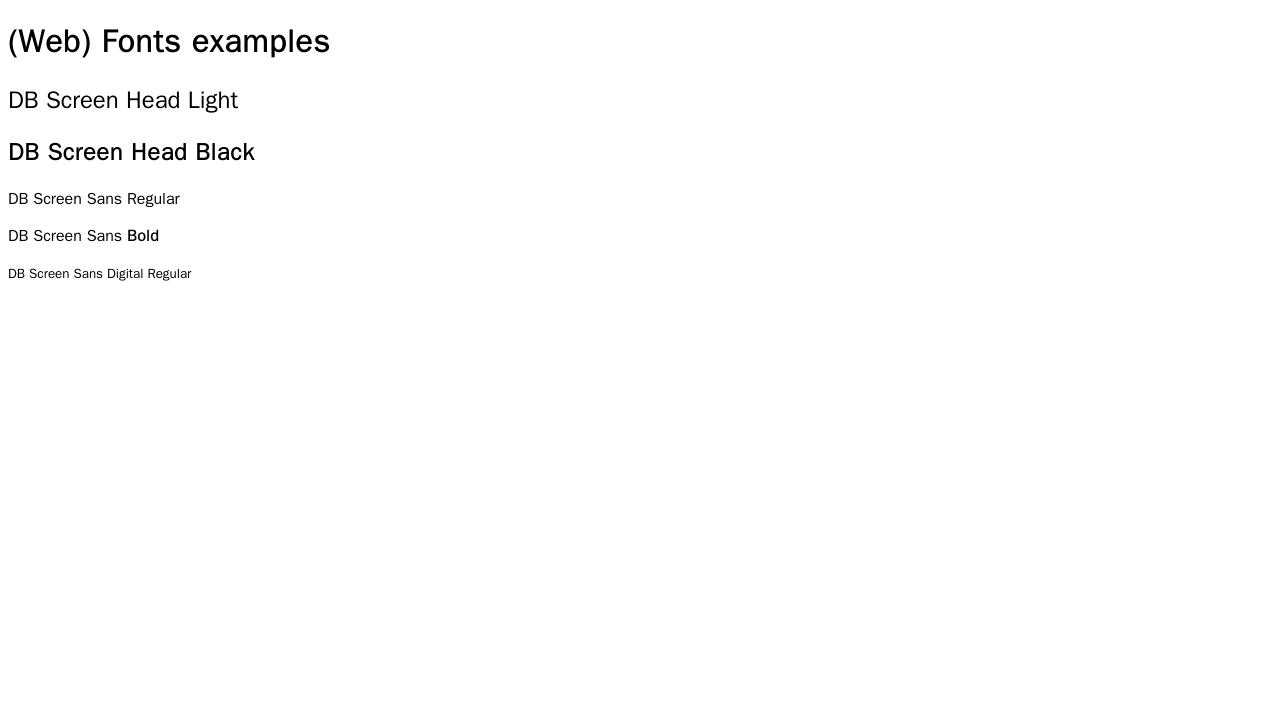 (Web) Fonts examples
DB Screen Head Light
DB Screen Head Black
DB Screen Sans Regular
DB Screen Sans Bold
DB Screen Sans Digital Regular